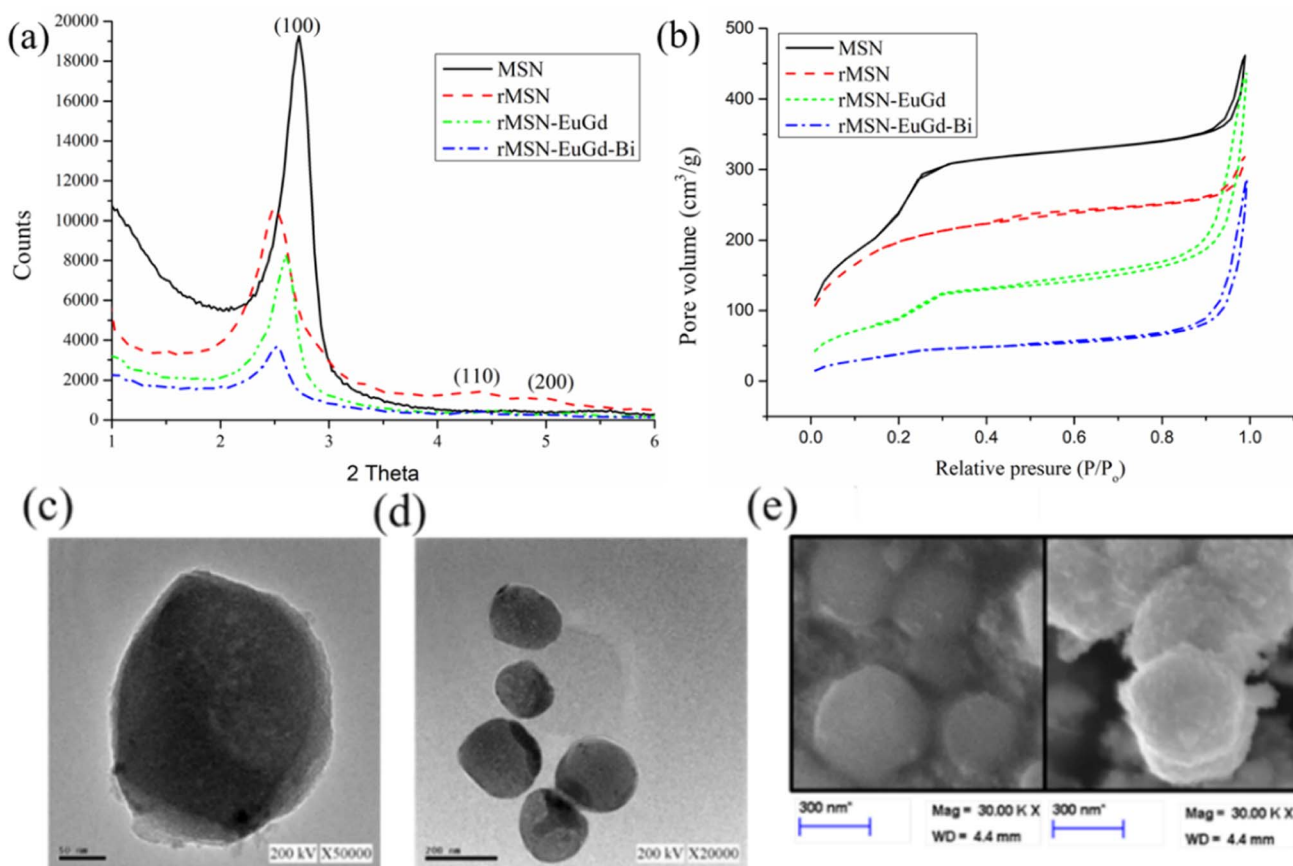 (a)
(100)
MSN
rMSN
rMSN-EuGd
rMSN-EuGd-Bi
(110)
(200)
20000
19000
18000
16000
14000
12000
10000
8000
6000
4000
2000
0
1
2
3
4
5
6
Counts
2 Theta
(b)
MSN
rMSN
rMSN-EuGd
rMSN-EuGd-Bi
500
400
300
200
100
0
0.0
0.2
0.4
0.6
0.8
1.0
Pore volume (cm³/g)
Relative presure (P/Pₒ)
(c)
50 nm
200 kV X50000
(d)
200 nm
200 kV X20000
(e)
300 nm*
Mag = 30.00 K X
WD = 4.4 mm
300 nm*
Mag = 30.00 K X
WD = 4.4 mm